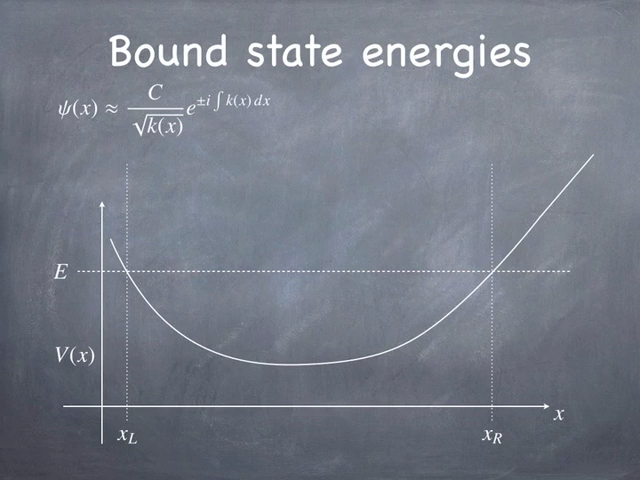 Bound state energies
ψ(x) ≈ C/√k(x) e^{±i ∫ k(x) dx}
E
V(x)
x
x_L x_R